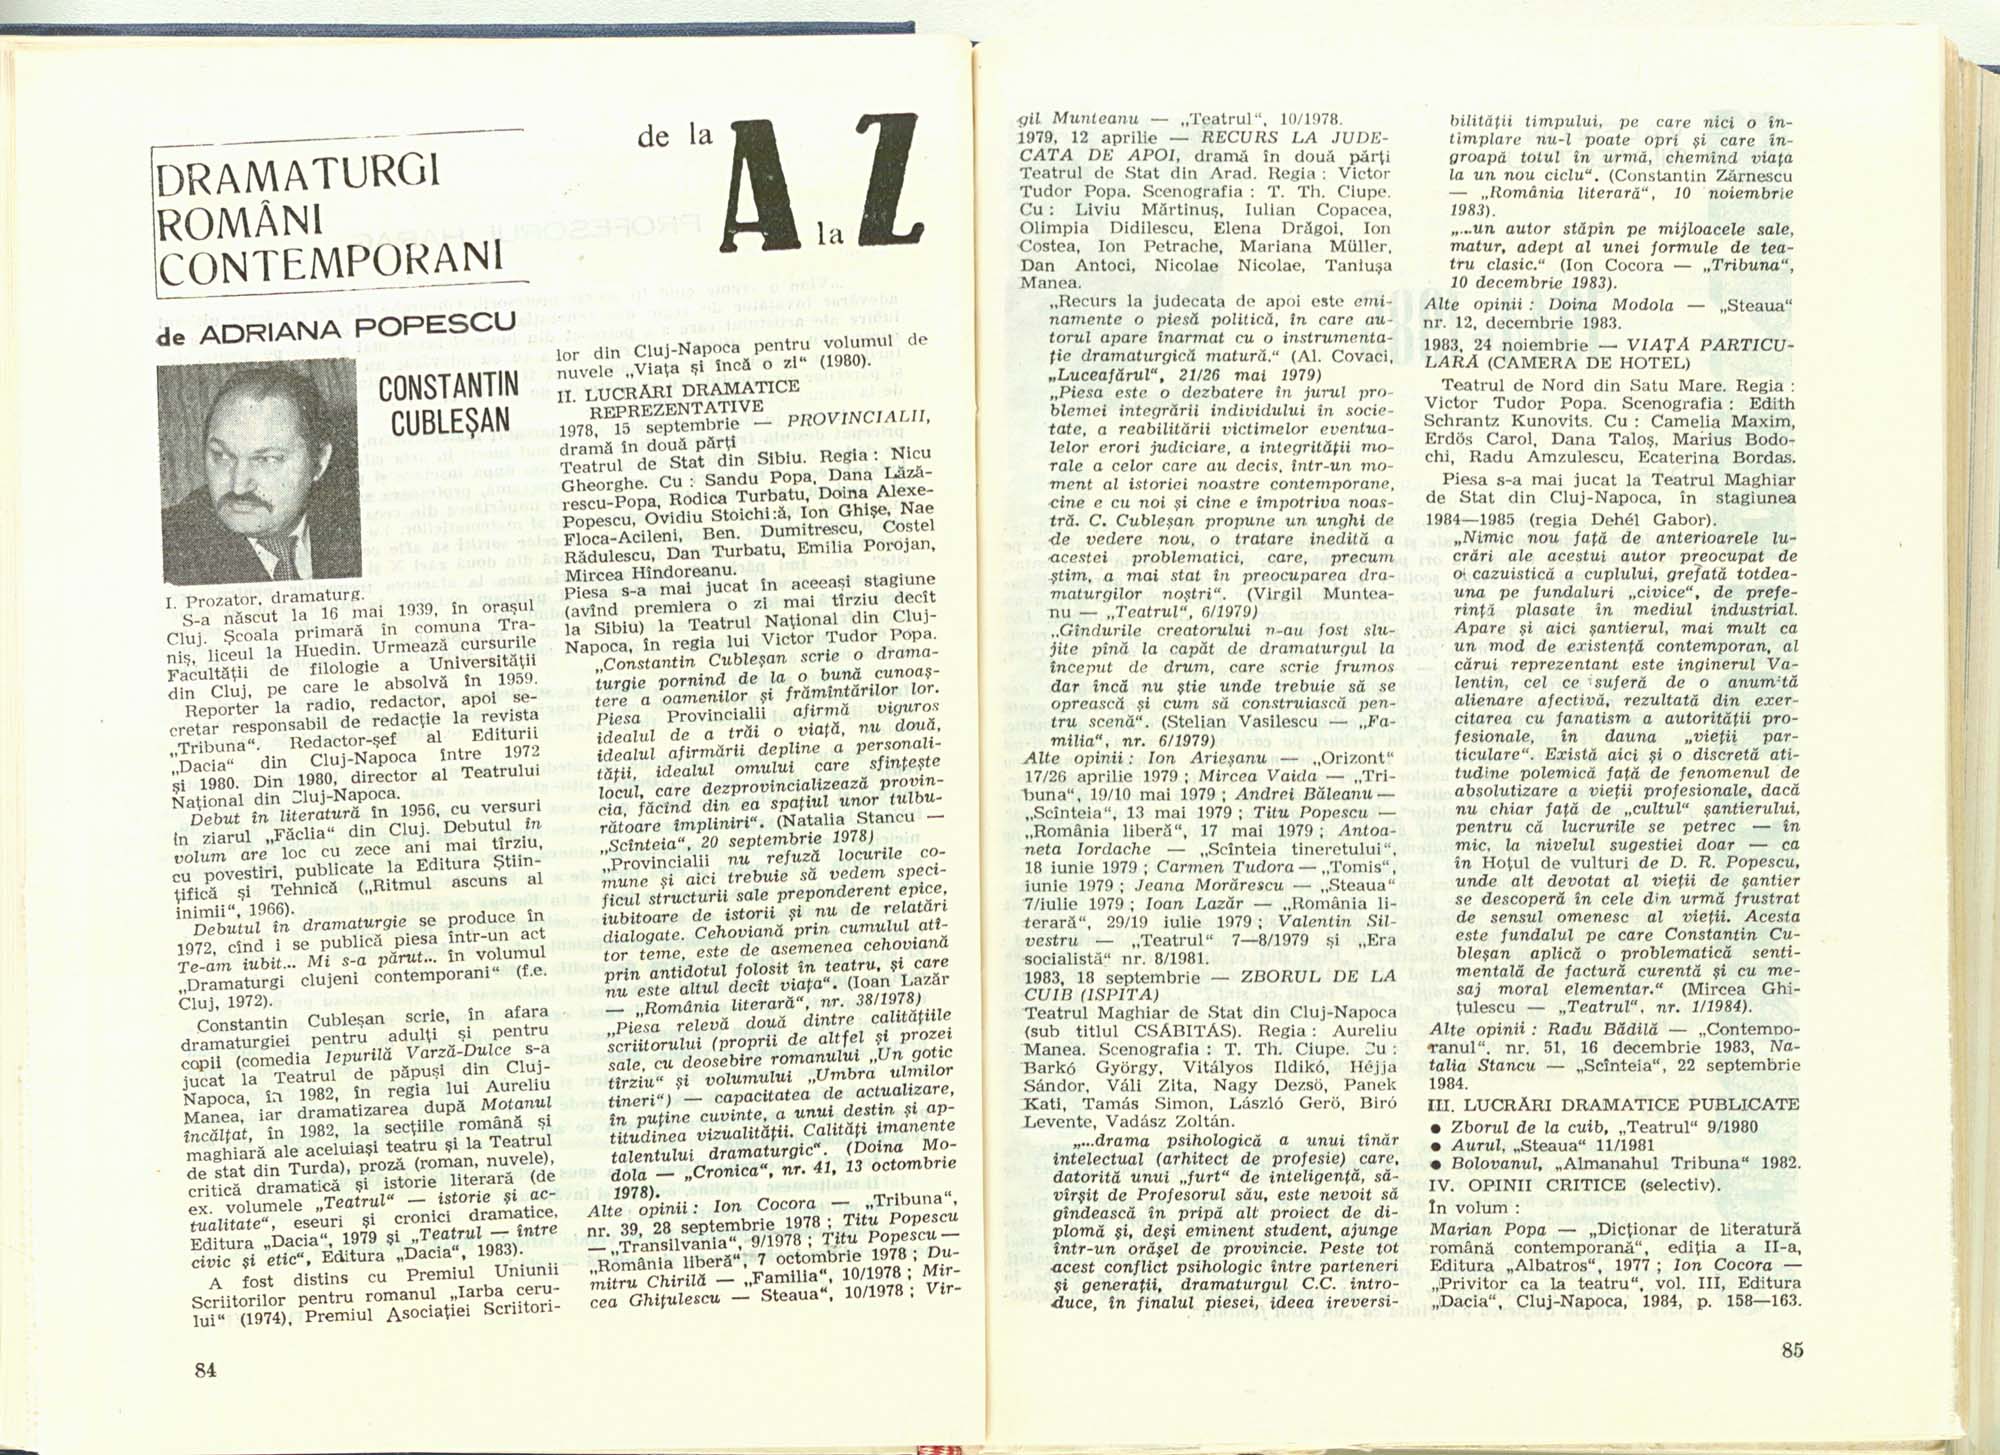 DRAMATURGI
ROMÂNI
CONTEMPORANI
de la A la Z
de ADRIANA POPESCU
CONSTANTIN
CUBLEŞAN
I. Prozator, dramaturg.
S-a născut la 16 mai 1939, în oraşul
Cluj. Şcoala primară în comuna Tra-
niş, liceul la Huedin. Urmează cursurile
Facultăţii de filologie a Universităţii
din Cluj, pe care le absolvă în 1959.
Reporter la radio, redactor, apoi se-
cretar responsabil de redacţie la revista
„Tribuna“. Redactor-şef al Editurii
„Dacia“ din Cluj-Napoca între 1972
şi 1980. Din 1980, director al Teatrului
Naţional din Cluj-Napoca.
Debut în literatură în 1956, cu versuri
în ziarul „Făclia“ din Cluj. Debutul în
volum are loc cu zece ani mai tîrziu,
cu povestiri, publicate la Editura Ştiin-
ţifică şi Tehnică („Ritmul ascuns al
inimii“, 1966).
Debutul în dramaturgie se produce în
1972, cînd i se publică piesa într-un act
Te-am iubit... Mi s-a părut... în volumul
„Dramaturgi clujeni contemporani“ (f.e.
Cluj, 1972).
Constantin Cubleşan scrie, în afara
dramaturgiei pentru adulţi şi pentru
copii (comedia Iepurilă Varză-Dulce s-a
jucat la Teatrul de păpuşi din Cluj-
Napoca, în 1982, în regia lui Aureliu
Manea, iar dramatizarea după Motanul
încălţat, în 1982, la secţiile română şi
maghiară ale aceluiaşi teatru şi la Teatrul
de stat din Turda), proză (roman, nuvele),
critică dramatică şi istorie literară (de
ex. volumele „Teatrul“ — istorie şi ac-
tualitate“, eseuri şi cronici dramatice,
Editura „Dacia“, 1979 şi „Teatrul — între
civic şi etic“, Editura „Dacia“, 1983).
A fost distins cu Premiul Uniunii
Scriitorilor pentru romanul „Iarba ceru-
lui“ (1974), Premiul Asociaţiei Scriitori-
lor din Cluj-Napoca pentru volumul de
nuvele „Viaţa şi încă o zi“ (1980).
II. LUCRĂRI DRAMATICE
REPREZENTATIVE
1978, 15 septembrie — PROVINCIALII,
dramă în două părţi
Teatrul de Stat din Sibiu. Regia : Nicu
Gheorghe. Cu : Sandu Popa, Dana Lăză-
rescu-Popa, Rodica Turbatu, Doina Alexe-
Popescu, Ovidiu Stoichiţă, Ion Ghişe, Nae
Floca-Acileni, Ben. Dumitrescu, Costel
Rădulescu, Dan Turbatu, Emilia Porojan,
Mircea Hîndoreanu.
Piesa s-a mai jucat în aceeaşi stagiune
(avînd premiera o zi mai tîrziu decît
la Sibiu) la Teatrul Naţional din Cluj-
Napoca, în regia lui Victor Tudor Popa.
„Constantin Cubleşan scrie o drama-
turgie pornind de la o bună cunoaş-
tere a oamenilor şi frămîntărilor lor.
Piesa Provincialii afirmă viguros
idealul de a trăi o viaţă, nu două,
idealul afirmării depline a personali-
tăţii, idealul omului care sfinţeşte
locul, care dezprovincializează provin-
cia, făcînd din ea spaţiul unor tulbu-
rătoare împliniri“. (Natalia Stancu —
„Scînteia“, 20 septembrie 1978)
„Provincialii nu refuză locurile co-
mune şi aici trebuie să vedem speci-
ficul structurii sale preponderent epice,
iubitoare de istorii şi nu de relatări
dialogate. Cehoviană prin cumulul atî-
tor teme, este de asemenea cehoviană
prin antidotul folosit în teatru, şi care
nu este altul decît viaţa“. (Ioan Lazăr
— „România literară“, nr. 38/1978)
„Piesa relevă două dintre calităţiile
scriitorului (proprii de altfel şi prozei
sale, cu deosebire romanului „Un gotic
tîrziu“ şi volumului „Umbra ulmilor
tineri“) — capacitatea de actualizare,
în puţine cuvinte, a unui destin şi ap-
titudinea vizualităţii. Calităţi imanente
talentului dramaturgic“. (Doina Mo-
dola — „Cronica“, nr. 41, 13 octombrie
1978).
Alte opinii : Ion Cocora — „Tribuna“,
nr. 39, 28 septembrie 1978 ; Titu Popescu
— „Transilvania“, 9/1978 ; Titu Popescu —
„România liberă“, 7 octombrie 1978 ; Du-
mitru Chirilă — „Familia“, 10/1978 ; Mir-
cea Ghiţulescu — Steaua“, 10/1978 ; Vir-
84
gil Munteanu — „Teatrul“, 10/1978.
1979, 12 aprilie — RECURS LA JUDE-
CATA DE APOI, dramă în două părţi
Teatrul de Stat din Arad. Regia : Victor
Tudor Popa. Scenografia : T. Th. Ciupe.
Cu : Liviu Mărtinuş, Iulian Copacea,
Olimpia Didilescu, Elena Drăgoi, Ion
Costea, Ion Petrache, Mariana Müller,
Dan Antoci, Nicolae Nicolae, Taniuşa
Manea.
„Recurs la judecata de apoi este emi-
namente o piesă politică, în care au-
torul apare înarmat cu o instrumenta-
ţie dramaturgică matură.“ (Al. Covaci,
„Luceafărul“, 21/26 mai 1979)
„Piesa este o dezbatere în jurul pro-
blemei integrării individului în socie-
tate, a reabilitării victimelor eventua-
lelor erori judiciare, a integrităţii mo-
rale a celor care au decis, într-un mo-
ment al istoriei noastre contemporane,
cine e cu noi şi cine e împotriva noas-
tră. C. Cubleşan propune un unghi de
de vedere nou, o tratare inedită a
acestei problematici, care, precum
ştim, a mai stat în preocuparea dra-
maturgilor noştri“. (Virgil Muntea-
nu — „Teatrul“, 6/1979)
„Gîndurile creatorului n-au fost slu-
jite pînă la capăt de dramaturgul la
început de drum, care scrie frumos
dar încă nu ştie unde trebuie să se
oprească şi cum să construiască pen-
tru scenă“. (Stelian Vasilescu — „Fa-
milia“, nr. 6/1979)
Alte opinii : Ion Arieşanu — „Orizont“
17/26 aprilie 1979 ; Mircea Vaida — „Tri-
buna“, 19/10 mai 1979 ; Andrei Băleanu —
„Scînteia“, 13 mai 1979 ; Titu Popescu —
„România liberă“, 17 mai 1979 ; Antoa-
neta Iordache — „Scînteia tineretului“,
18 iunie 1979 ; Carmen Tudora — „Tomis“,
iunie 1979 ; Jeana Morărescu — „Steaua“
7/iulie 1979 ; Ioan Lazăr — „România li-
terară“, 29/19 iulie 1979 ; Valentin Sil-
vestru — „Teatrul“ 7—8/1979 şi „Era
socialistă“ nr. 8/1981.
1983, 18 septembrie — ZBORUL DE LA
CUIB (ISPITA)
Teatrul Maghiar de Stat din Cluj-Napoca
(sub titlul CSÁBITÁS). Regia : Aureliu
Manea. Scenografia : T. Th. Ciupe. Cu :
Barkó György, Vitályos Ildikó, Héjja
Sándor, Váli Zita, Nagy Dezsö, Panek
Kati, Tamás Simon, László Gerö, Biró
Levente, Vadász Zoltán.
„...drama psihologică a unui tînăr
intelectual (arhitect de profesie) care,
datorită unui „furt“ de inteligenţă, să-
vîrşit de Profesorul său, este nevoit să
gîndească în pripă alt proiect de di-
plomă şi, deşi eminent student, ajunge
într-un orăşel de provincie. Peste tot
acest conflict psihologic între parteneri
şi generaţii, dramaturgul C.C. intro-
duce, în finalul piesei, ideea ireversi-
bilităţii timpului, pe care nici o în-
timplare nu-l poate opri şi care în-
groapă totul în urmă, chemînd viaţa
la un nou ciclu“. (Constantin Zărnescu
— „România literară“, 10 noiembrie
1983).
„...un autor stăpîn pe mijloacele sale,
matur, adept al unei formule de tea-
tru clasic.“ (Ion Cocora — „Tribuna“,
10 decembrie 1983).
Alte opinii : Doina Modola — „Steaua“
nr. 12, decembrie 1983.
1983, 24 noiembrie — VIAŢĂ PARTICU-
LARĂ (CAMERA DE HOTEL)
Teatrul de Nord din Satu Mare. Regia :
Victor Tudor Popa. Scenografia : Edith
Schrantz Kunovits. Cu : Camelia Maxim,
Erdös Carol, Dana Taloş, Marius Bodo-
chi, Radu Amzulescu, Ecaterina Bordas.
Piesa s-a mai jucat la Teatrul Maghiar
de Stat din Cluj-Napoca, în stagiunea
1984—1985 (regia Dehél Gabor).
„Nimic nou faţă de anterioarele lu-
crări ale acestui autor preocupat de
o cazuistică a cuplului, grefată totdea-
una pe fundaluri „civice“, de prefe-
rinţă plasate în mediul industrial.
Apare şi aici şantierul, mai mult ca
un mod de existenţă contemporan, al
cărui reprezentant este inginerul Va-
lentin, cel ce suferă de o anumită
alienare afectivă, rezultată din exer-
citarea cu fanatism a autorităţii pro-
fesionale, în dauna „vieţii par-
ticulare“. Există aici şi o discretă ati-
tudine polemică faţă de fenomenul de
absolutizare a vieţii profesionale, dacă
nu chiar faţă de „cultul“ şantierului,
pentru că lucrurile se petrec — în
mic, la nivelul sugestiei doar — ca
în Hoţul de vulturi de D. R. Popescu,
unde alt devotat al vieţii de şantier
se descoperă în cele din urmă frustrat
de sensul omenesc al vieţii. Acesta
este fundalul pe care Constantin Cu-
bleşan aplică o problematică senti-
mentală de factură curentă şi cu me-
saj moral elementar.“ (Mircea Ghi-
ţulescu — „Teatrul“, nr. 1/1984).
Alte opinii : Radu Bădilă — „Contempo-
ranul“, nr. 51, 16 decembrie 1983, Na-
talia Stancu — „Scînteia“, 22 septembrie
1984.
III. LUCRĂRI DRAMATICE PUBLICATE
● Zborul de la cuib, „Teatrul“ 9/1980
● Aurul, „Steaua“ 11/1981
● Bolovanul, „Almanahul Tribuna“ 1982.
IV. OPINII CRITICE (selectiv).
În volum :
Marian Popa — „Dicţionar de literatură
română contemporană“, ediţia a II-a,
Editura „Albatros“, 1977 ; Ion Cocora —
„Privitor ca la teatru“, vol. III, Editura
„Dacia“, Cluj-Napoca, 1984, p. 158—163.
85